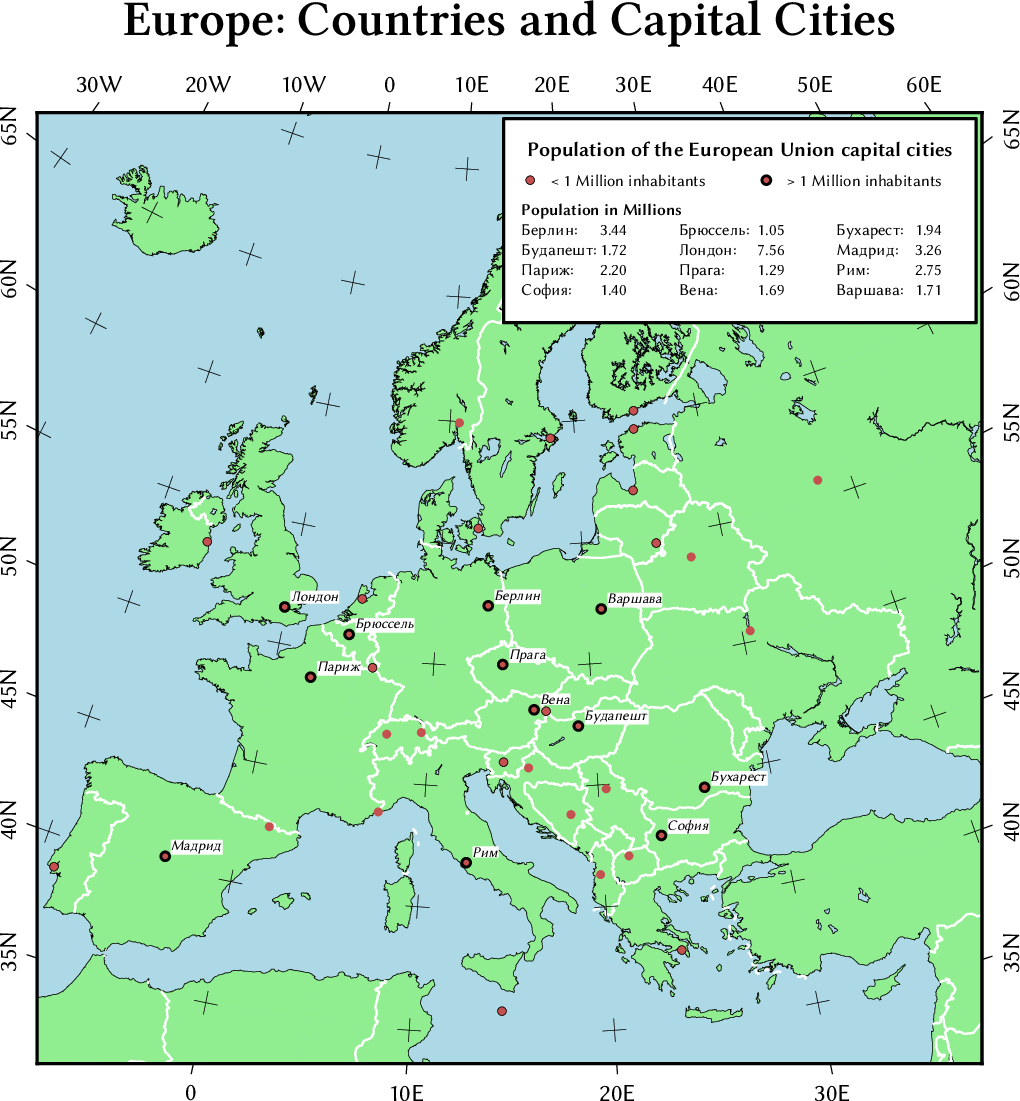 Europe: Countries and Capital Cities
30W 20W 10W 0 10E 20E 30E 40E 50E 60E
65N 65N
Population of the European Union capital cities
< 1 Million inhabitants > 1 Million inhabitants
Population in Millions
Берлин: 3.44 Брюссель: 1.05 Бухарест: 1.94
Будапешт: 1.72 Лондон: 7.56 Мадрид: 3.26
Париж: 2.20 Прага: 1.29 Рим: 2.75
София: 1.40 Вена: 1.69 Варшава: 1.71
60N 60N
55N 55N
50N 50N
Лондон
Берлин
Варшава
Брюссель
Прага
Париж
45N 45N
Вена
Будапешт
Бухарест
40N 40N
София
Мадрид
Рим
35N 35N
0 10E 20E 30E